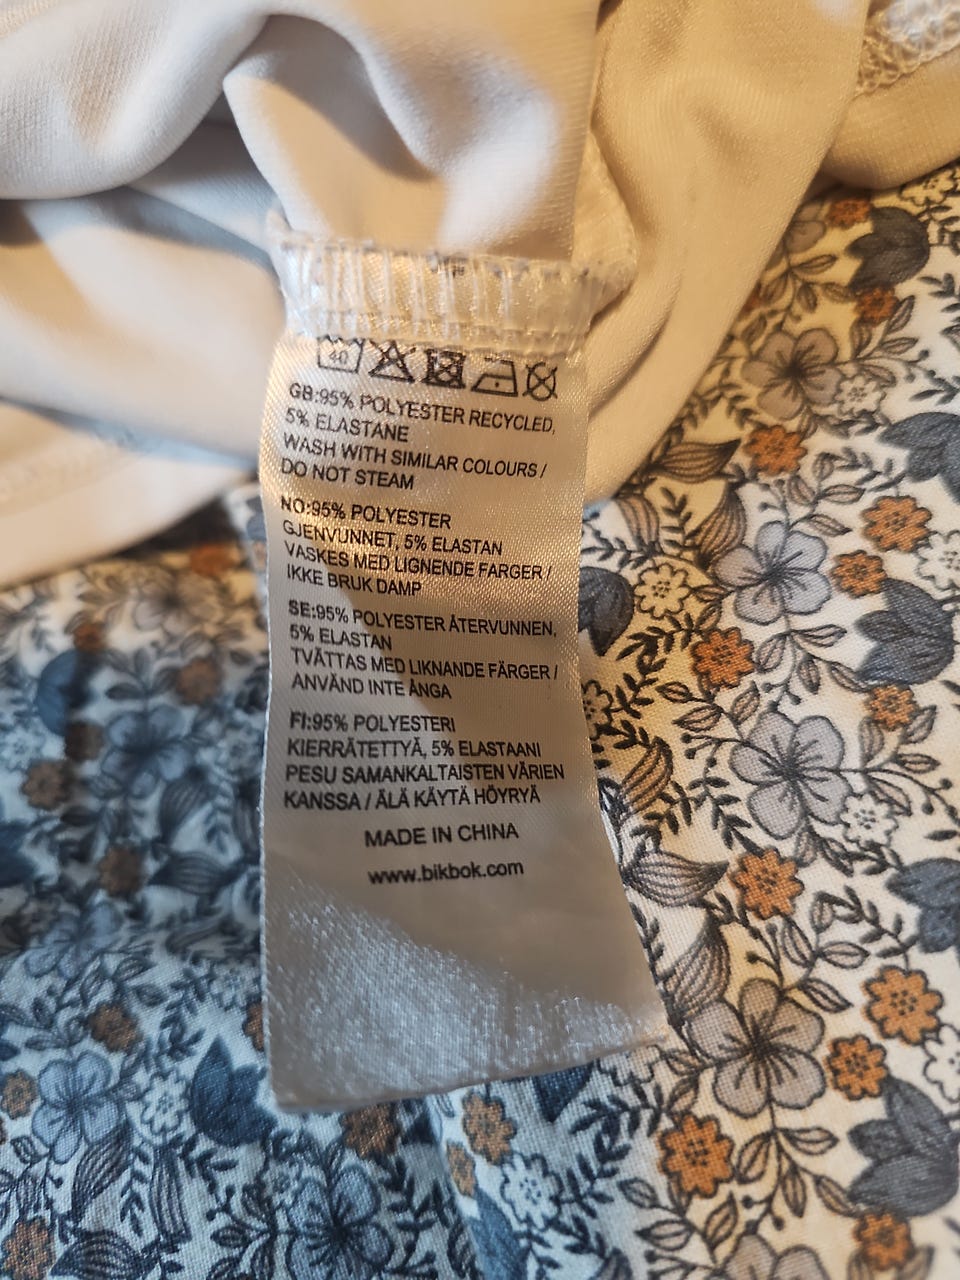 40
GB:95% POLYESTER RECYCLED,
5% ELASTANE
WASH WITH SIMILAR COLOURS /
DO NOT STEAM
NO:95% POLYESTER
GJENVUNNET, 5% ELASTAN
VASKES MED LIGNENDE FARGER /
IKKE BRUK DAMP
SE:95% POLYESTER ÅTERVUNNEN,
5% ELASTAN
TVÄTTAS MED LIKNANDE FÄRGER /
ANVÄND INTE ÅNGA
FI:95% POLYESTERI
KIERRÄTETTYÄ, 5% ELASTAANI
PESU SAMANKALTAISTEN VÄRIEN
KANSSA / ÄLÄ KÄYTÄ HÖYRYÄ
MADE IN CHINA
www.bikbok.com